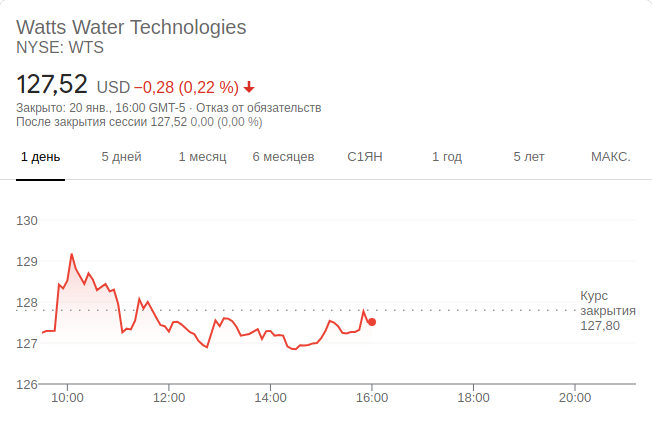 Watts Water Technologies
NYSE: WTS
127,52 USD −0,28 (0,22 %)
Закрыто: 20 янв., 16:00 GMT-5 · Отказ от обязательств
После закрытия сессии 127,52 0,00 (0,00 %)
1 день 5 дней 1 месяц 6 месяцев С1ЯН 1 год 5 лет МАКС.
130
129
128
127
126
Курс
закрытия
127,80
10:00 12:00 14:00 16:00 18:00 20:00